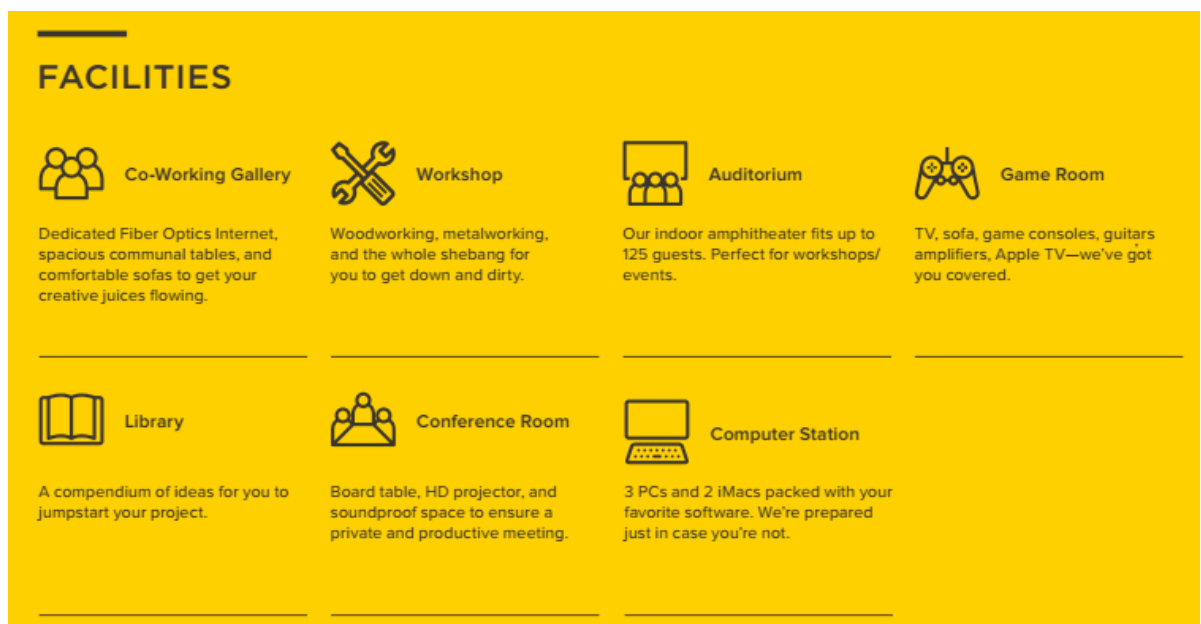 FACILITIES
Co-Working Gallery
Dedicated Fiber Optics Internet,
spacious communal tables, and
comfortable sofas to get your
creative juices flowing.
Workshop
Woodworking, metalworking,
and the whole shebang for
you to get down and dirty.
Auditorium
Our indoor amphitheater fits up to
125 guests. Perfect for workshops/
events.
Game Room
TV, sofa, game consoles, guitars
amplifiers, Apple TV—we've got
you covered.
Library
A compendium of ideas for you to
jumpstart your project.
Conference Room
Board table, HD projector, and
soundproof space to ensure a
private and productive meeting.
Computer Station
3 PCs and 2 iMacs packed with your
favorite software. We're prepared
just in case you're not.